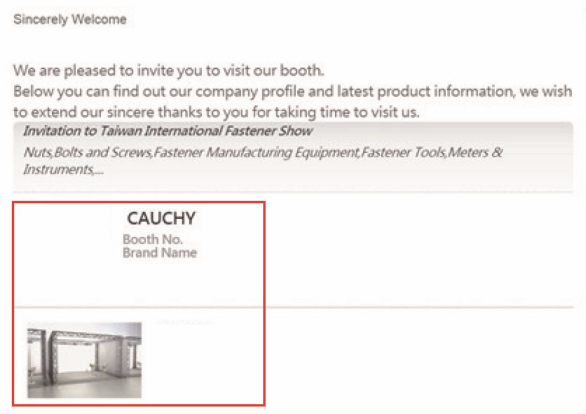 Sincerely Welcome
We are pleased to invite you to visit our booth.
Below you can find out our company profile and latest product information, we wish
to extend our sincere thanks to you for taking time to visit us.
Invitation to Taiwan International Fastener Show
Nuts,Bolts and Screws,Fastener Manufacturing Equipment,Fastener Tools,Meters &
Instruments,...
CAUCHY
Booth No.
Brand Name